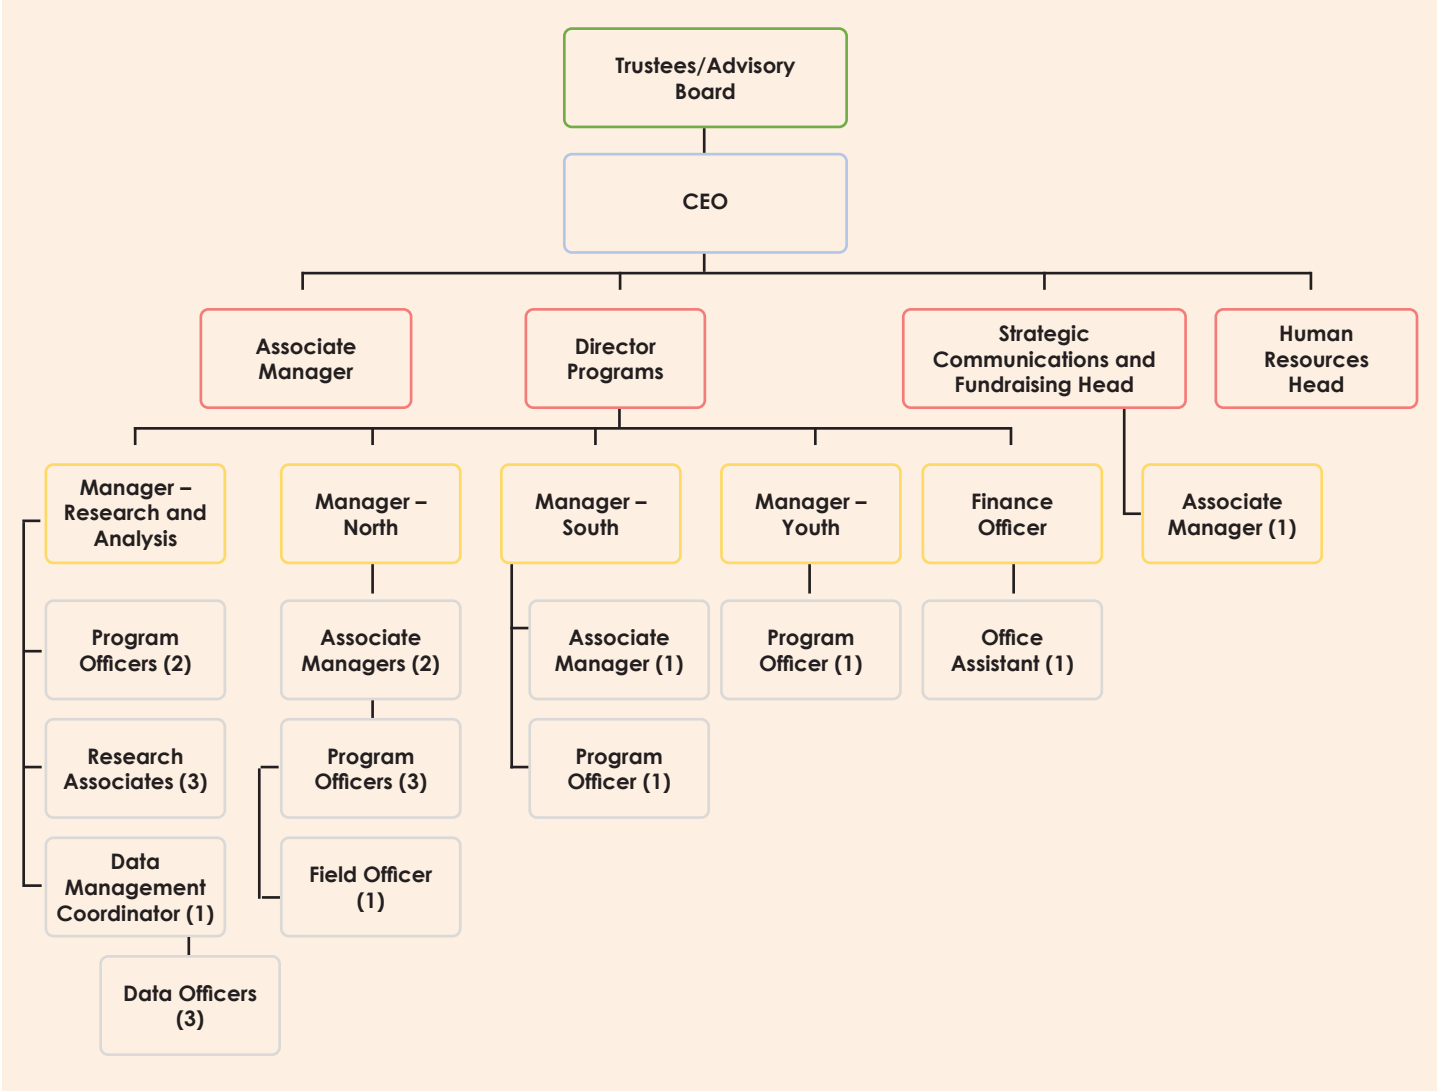 Trustees/Advisory
Board
CEO
Associate
Manager
Director
Programs
Strategic
Communications and
Fundraising Head
Human
Resources
Head
Manager –
Research and
Analysis
Manager –
North
Manager –
South
Manager –
Youth
Finance
Officer
Associate
Manager (1)
Program
Officers (2)
Associate
Managers (2)
Associate
Manager (1)
Program
Officer (1)
Office
Assistant (1)
Research
Associates (3)
Program
Officers (3)
Program
Officer (1)
Data
Management
Coordinator (1)
Field Officer
(1)
Data Officers
(3)